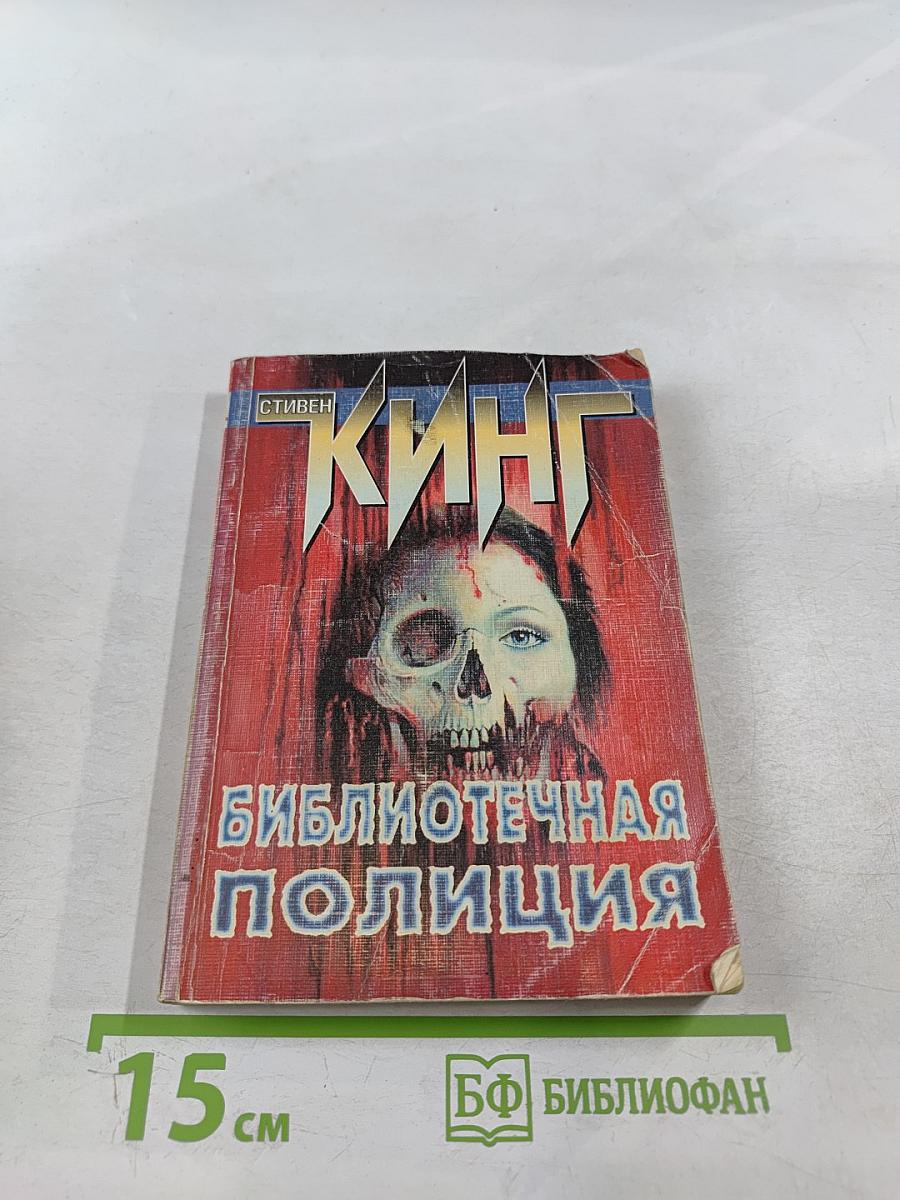 СТИВЕН
КИНГ
БИБЛИОТЕЧНАЯ
ПОЛИЦИЯ
15 см
БФ БИБЛИОФАН